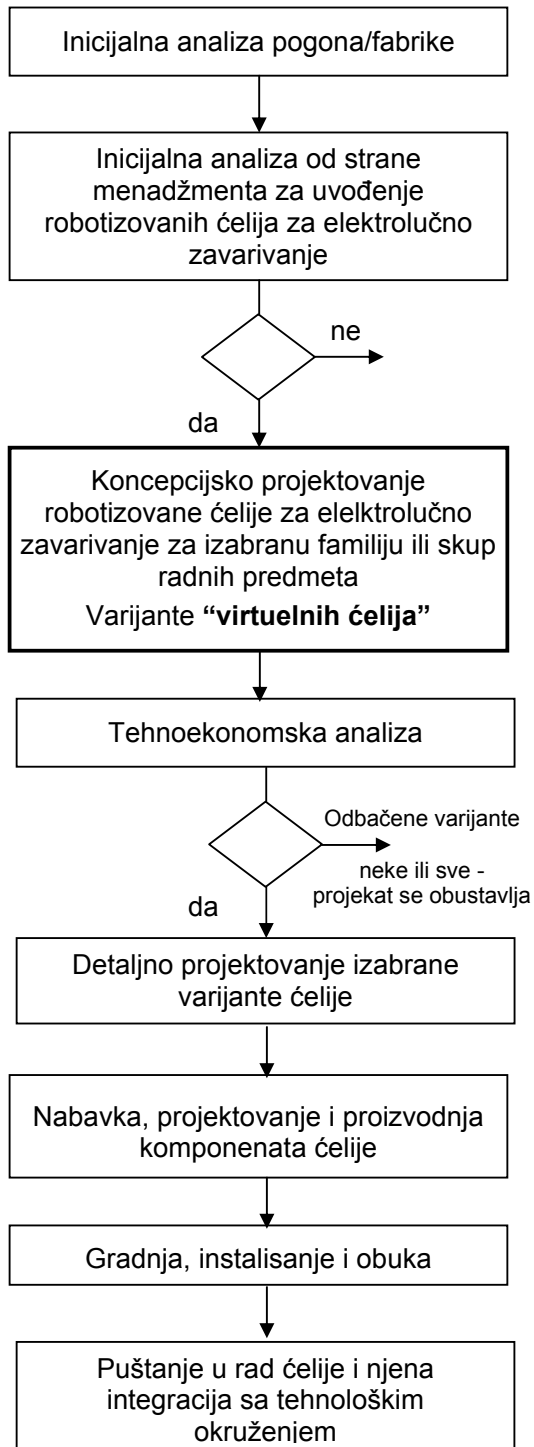 Inicijalna analiza pogona/fabrike
Inicijalna analiza od strane
menadžmenta za uvođenje
robotizovanih ćelija za elektrolučno
zavarivanje
ne
da
Koncepcijsko projektovanje
robotizovane ćelije za elelktrolučno
zavarivanje za izabranu familiju ili skup
radnih predmeta
Varijante “virtuelnih ćelija”
Tehnoekonomska analiza
Odbačene varijante
neke ili sve -
projekat se obustavlja
da
Detaljno projektovanje izabrane
varijante ćelije
Nabavka, projektovanje i proizvodnja
komponenata ćelije
Gradnja, instalisanje i obuka
Puštanje u rad ćelije i njena
integracija sa tehnološkim
okruženjem